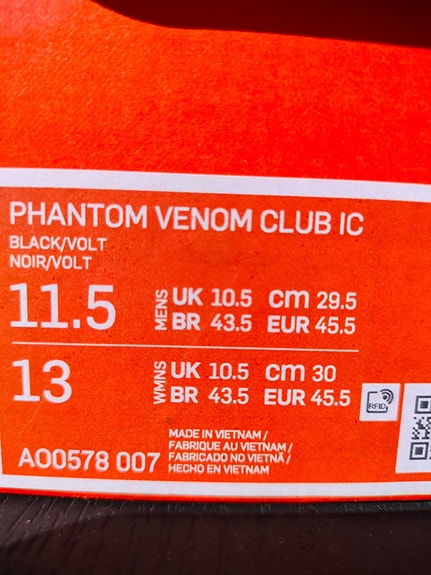 PHANTOM VENOM CLUB IC
BLACK/VOLT
NOIR/VOLT
11.5 MENS UK 10.5 cm 29.5
BR 43.5 EUR 45.5
13 WMNS UK 10.5 cm 30
BR 43.5 EUR 45.5
RFID
MADE IN VIETNAM /
FABRIQUE AU VIETNAM /
FABRICADO NO VIETNÃ /
HECHO EN VIETNAM
AO0578 007